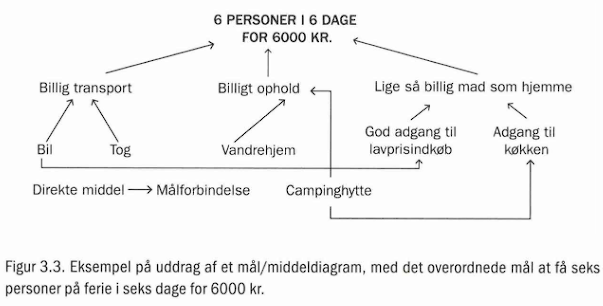 6 PERSONER I 6 DAGE
FOR 6000 KR.
Billig transport
Billigt ophold
Lige så billig mad som hjemme
Bil
Tog
Vandrehjem
God adgang til
lavprisindkøb
Adgang til
køkken
Direkte middel
Målforbindelse
Campinghytte
Figur 3.3. Eksempel på uddrag af et mål/middeldiagram, med det overordnede mål at få seks
personer på ferie i seks dage for 6000 kr.